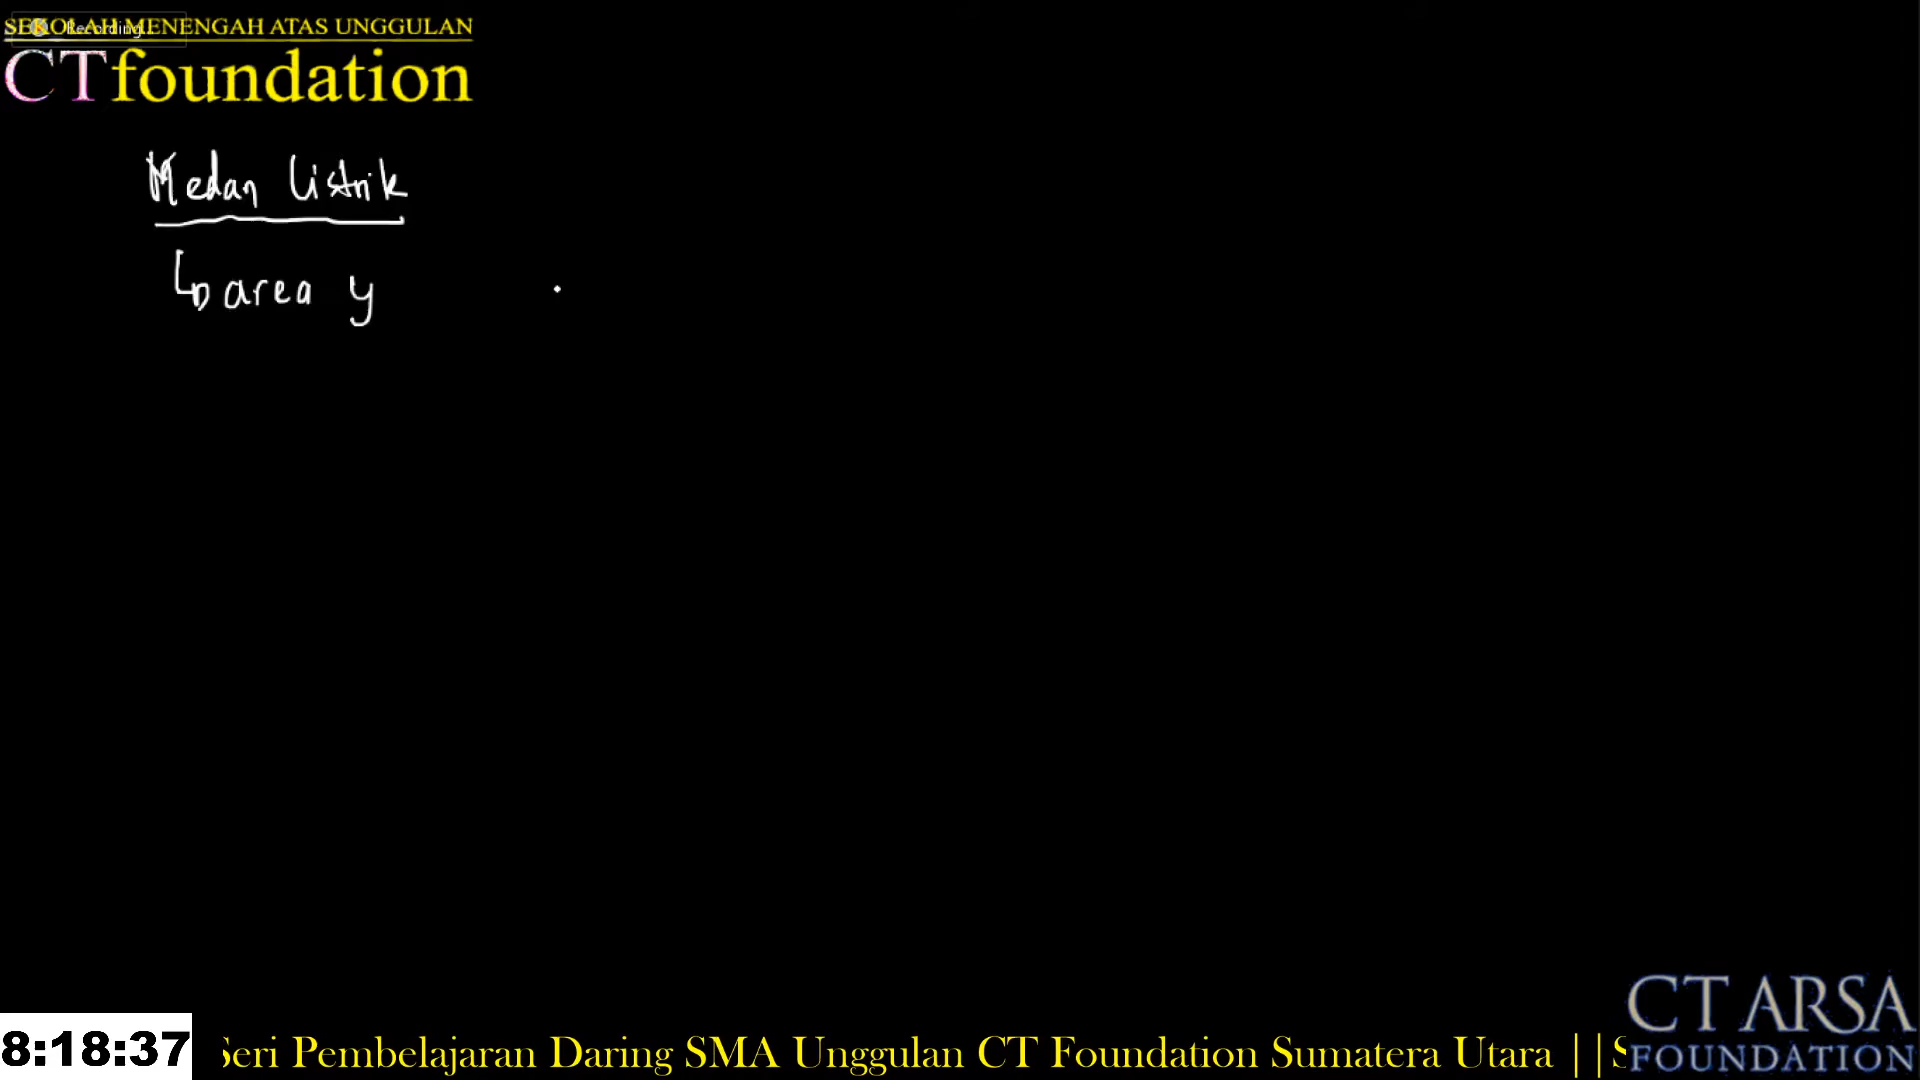 SEKOLAH MENENGAH ATAS UNGGULAN
Recording...
CTfoundation
Medan Listrik
area y
CT ARSA
FOUNDATION
8:18:37
Seri Pembelajaran Daring SMA Unggulan CT Foundation Sumatera Utara || S